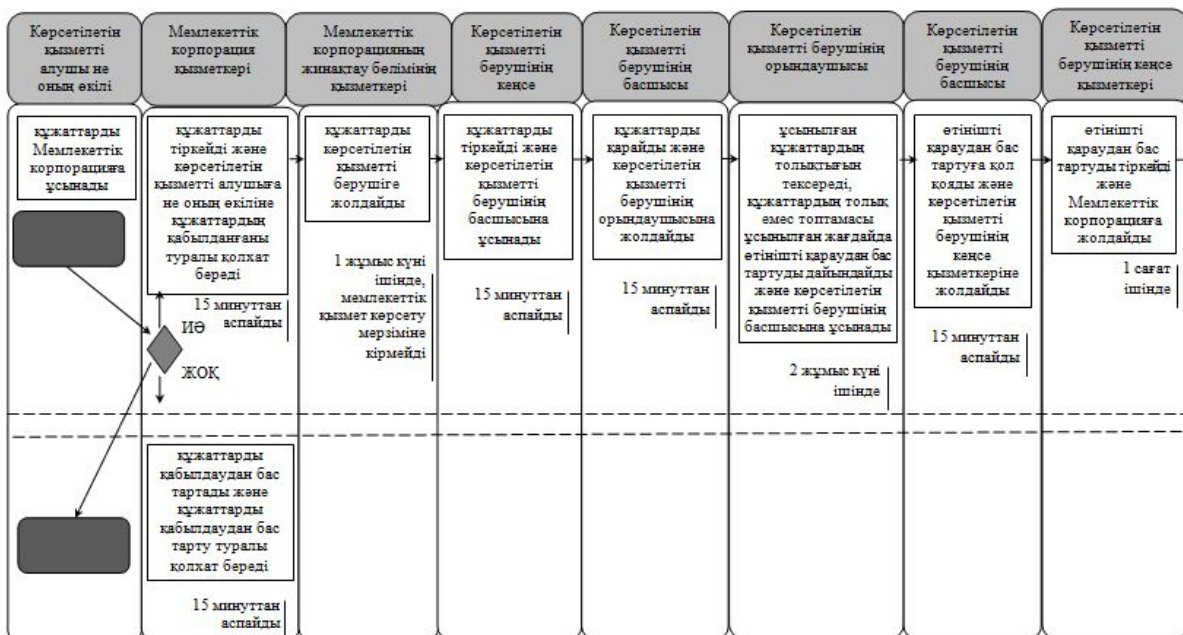 Көрсетілетін
қызметті
алушы не
оның өкілі
Мемлекеттік
корпорация
қызметкері
Мемлекеттік
корпорацияның
жинақтау бөлімінің
қызметкері
Көрсетілетін
қызметті
берушінің
кеңсе
Көрсетілетін
қызметті
берушінің
басшысы
Көрсетілетін
қызметті берушінің
орындаушысы
Көрсетілетін
қызметті
берушінің
басшысы
Көрсетілетін
қызметті
берушінің кеңсе
қызметкері
құжаттарды
Мемлекеттік
корпорацияға
ұсынады
құжаттарды
тіркейді және
көрсетілетін
қызметті алушыға
не оның өкіліне
құжаттардың
қабылданғаны
туралы қолхат
береді
15 минуттан
аспайды
ИӘ
ЖОҚ
құжаттарды
қабылдаудан бас
тартады және
құжаттарды
қабылдаудан бас
тарту туралы
қолхат береді
15 минуттан
аспайды
құжаттарды
көрсетілетін
қызметті
берушіге
жолдайды
1 жұмыс күні
ішінде,
мемлекеттік
қызмет көрсету
мерзіміне
кірмейді
құжаттарды
тіркейді және
көрсетілетін
қызметті
берушінің
басшысына
ұсынады
15 минуттан
аспайды
құжаттарды
қарайды және
көрсетілетін
қызметті
берушінің
орындаушысына
жолдайды
15 минуттан
аспайды
ұсынылған
құжаттардың
толықтығын
тексереді,
құжаттардың толық
емес топтамасы
ұсынылған жағдайда
өтінішті қараудан бас
тартуды дайындайды
және көрсетілетін
қызметті берушінің
басшысына ұсынады
2 жұмыс күні
ішінде
өтінішті
қараудан бас
тартуға қол
қояды және
көрсетілетін
қызметті
берушінің
кеңсе
қызметкеріне
жолдайды
15 минуттан
аспайды
өтінішті
қараудан бас
тартуды тіркейді
және
Мемлекеттік
корпорацияға
жолдайды
1 сағат
ішінде